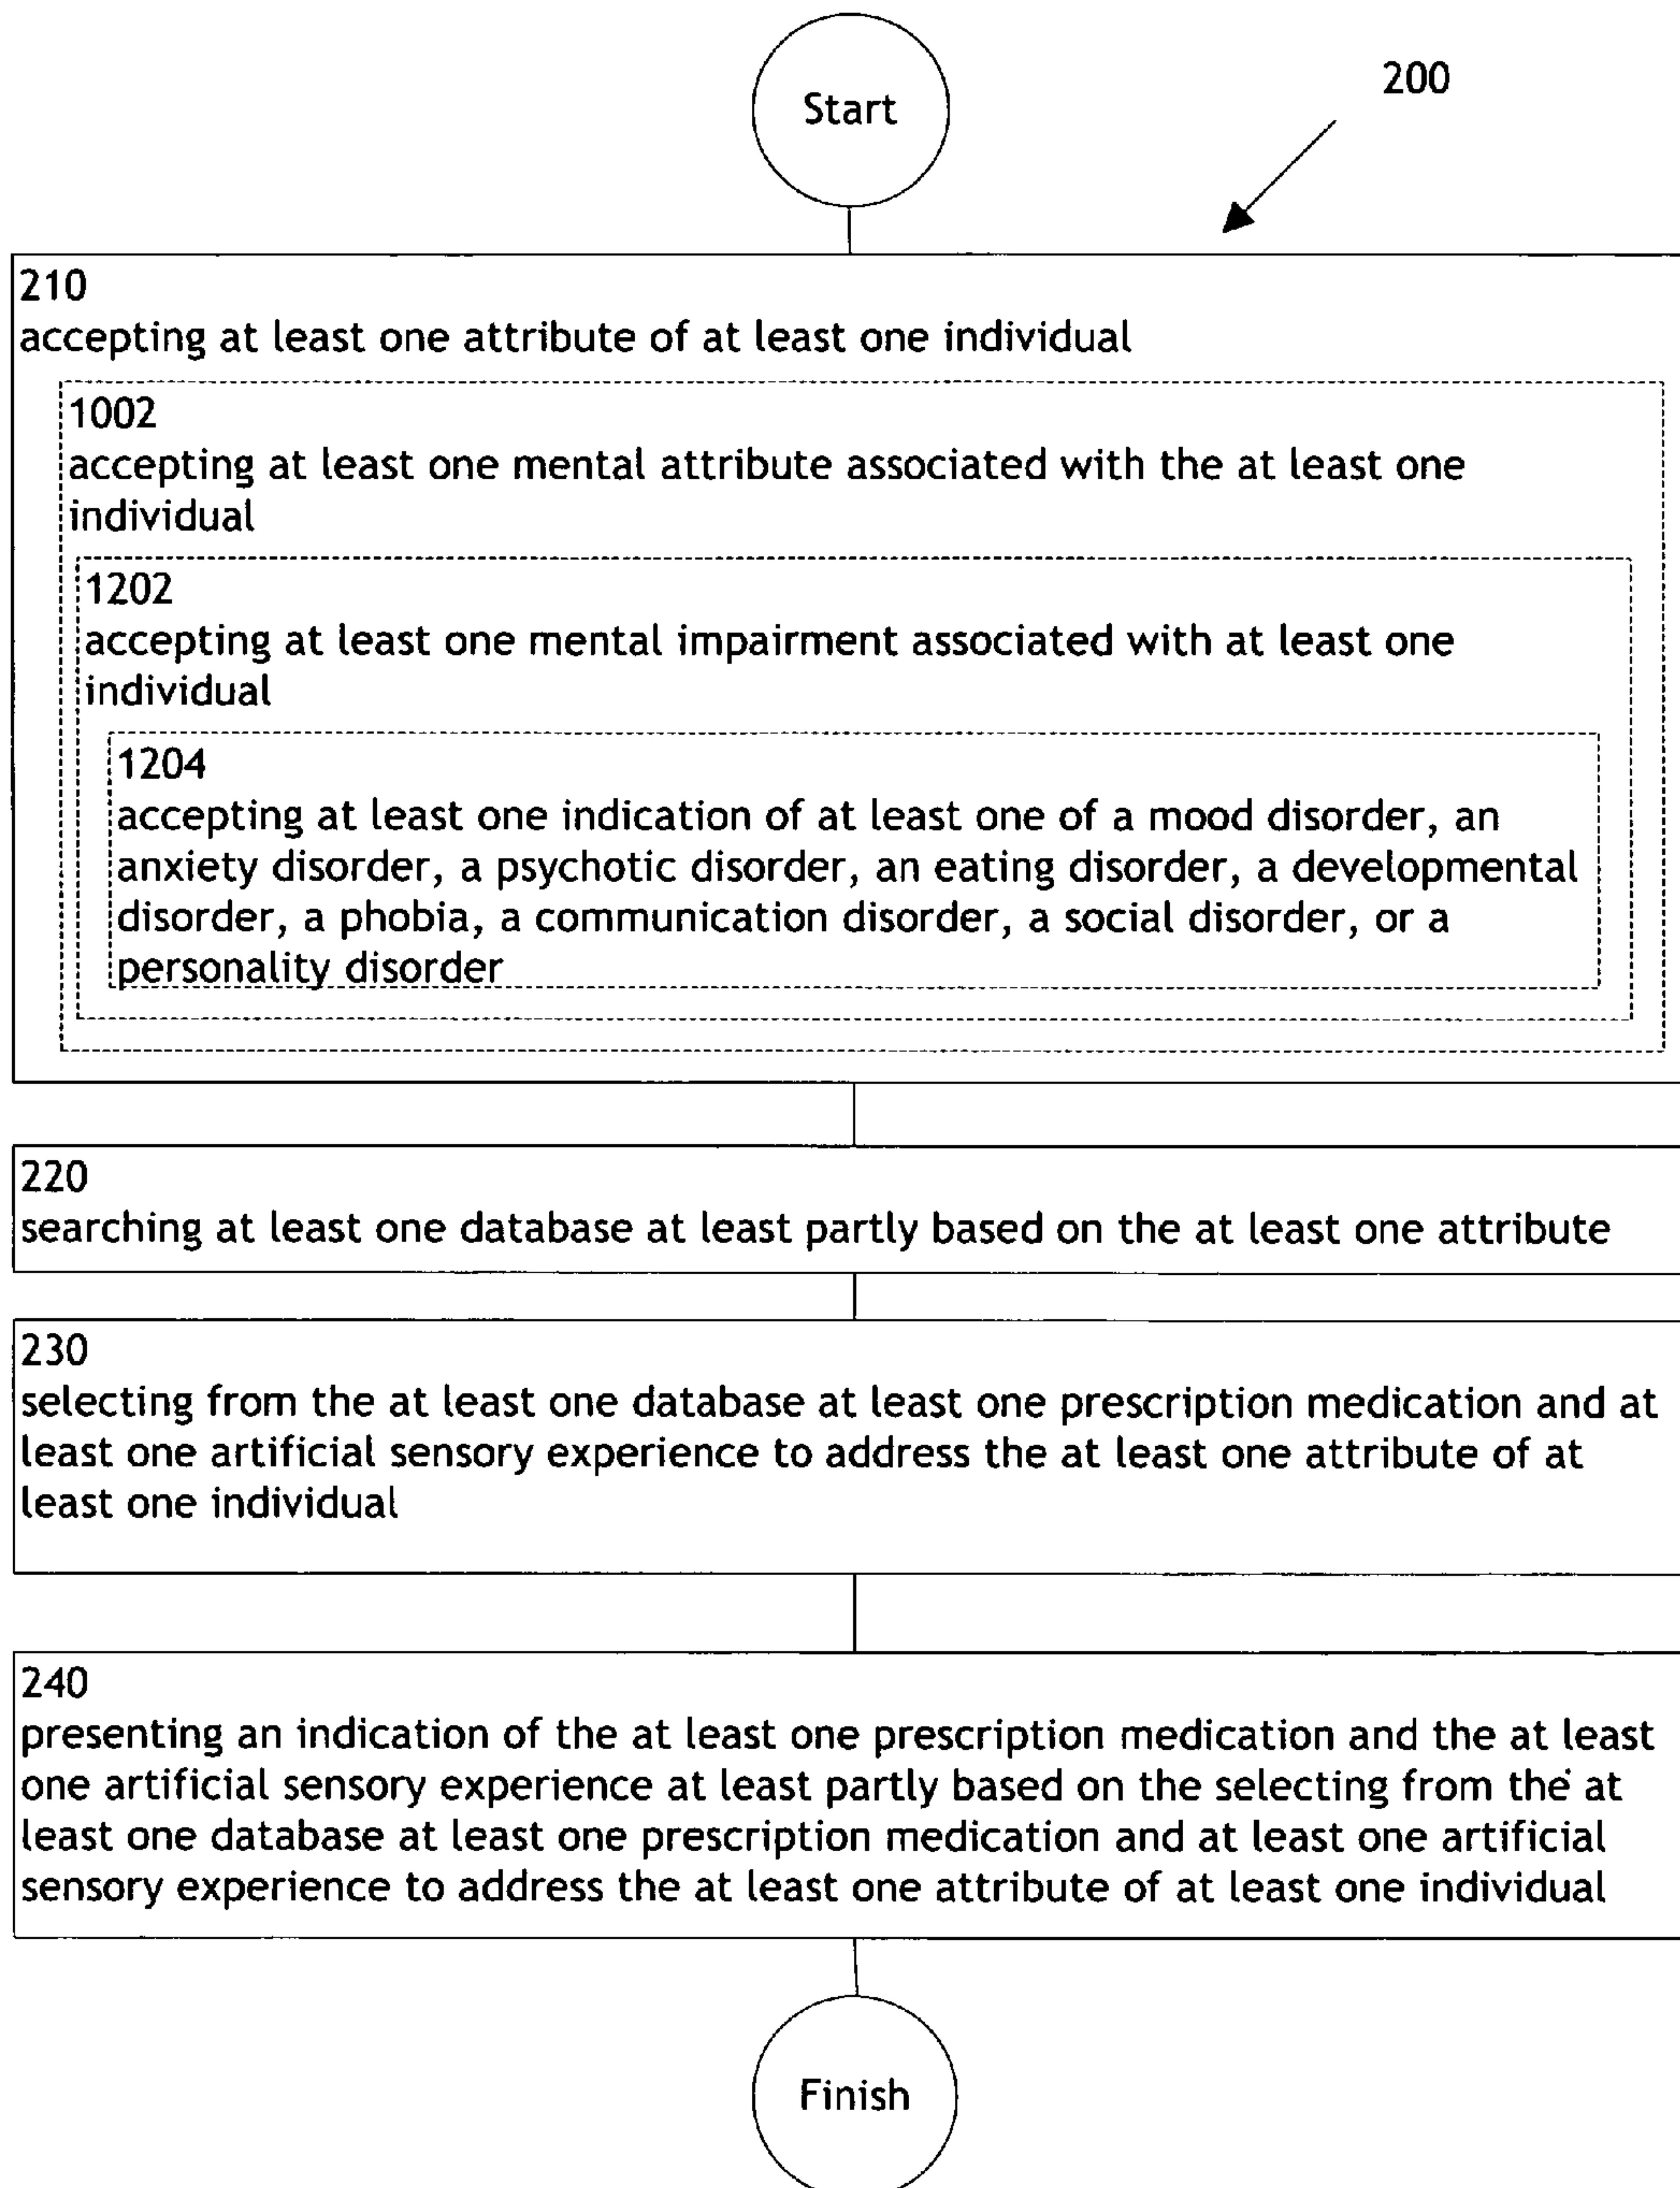 Start
200
210
accepting at least one attribute of at least one individual
1002
accepting at least one mental attribute associated with the at least one
individual
1202
accepting at least one mental impairment associated with at least one
individual
1204
accepting at least one indication of at least one of a mood disorder, an
anxiety disorder, a psychotic disorder, an eating disorder, a developmental
disorder, a phobia, a communication disorder, a social disorder, or a
personality disorder
220
searching at least one database at least partly based on the at least one attribute
230
selecting from the at least one database at least one prescription medication and at
least one artificial sensory experience to address the at least one attribute of at
least one individual
240
presenting an indication of the at least one prescription medication and the at least
one artificial sensory experience at least partly based on the selecting from the at
least one database at least one prescription medication and at least one artificial
sensory experience to address the at least one attribute of at least one individual
Finish